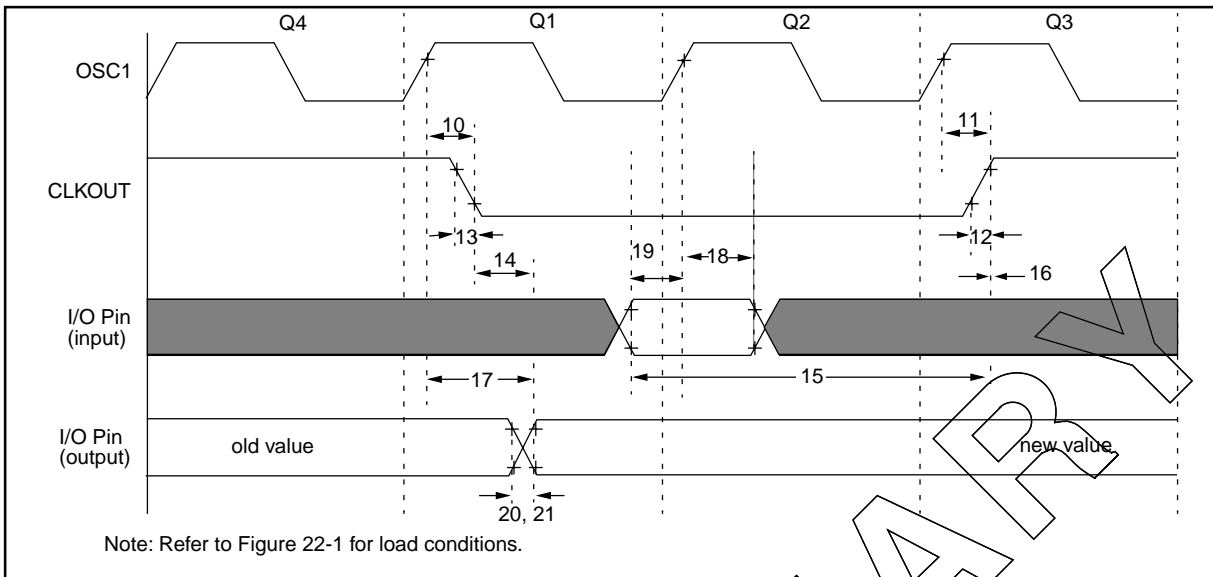 Q4 Q1 Q2 Q3
OSC1
10 11
CLKOUT
13 12
14 19 18 16
I/O Pin
(input)
17 15
I/O Pin
(output)
old value new value
20, 21
Note: Refer to Figure 22-1 for load conditions.
A R Y